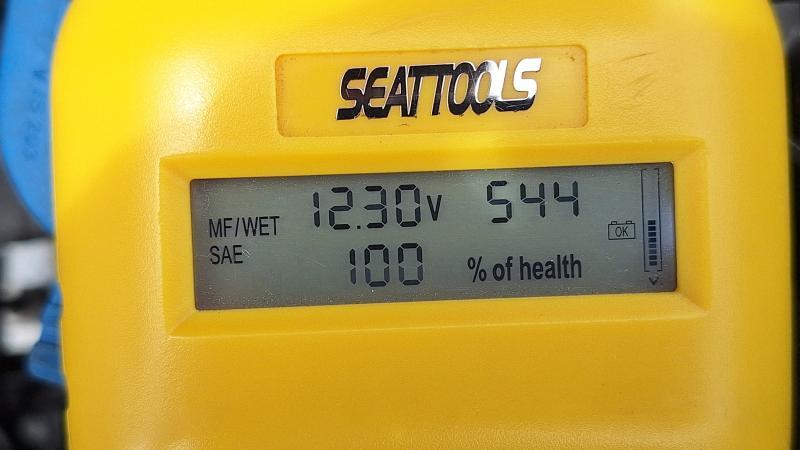 SEATTOOLS
MF/WET 12.30V 544
SAE 100 % of health
OK